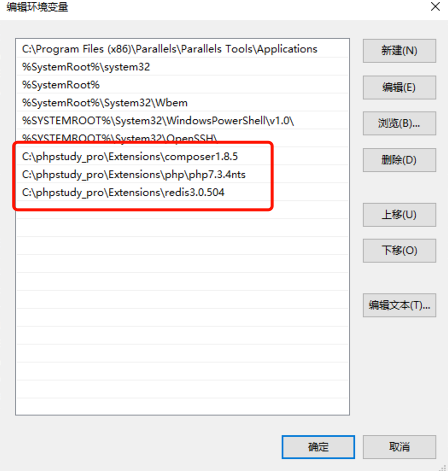 编辑环境变量
C:\Program Files (x86)\Parallels\Parallels Tools\Applications
%SystemRoot%\system32
%SystemRoot%
%SystemRoot%\System32\Wbem
%SYSTEMROOT%\System32\WindowsPowerShell\v1.0\
%SYSTEMROOT%\System32\OpenSSH\
C:\phpstudy_pro\Extensions\composer1.8.5
C:\phpstudy_pro\Extensions\php\php7.3.4nts
C:\phpstudy_pro\Extensions\redis3.0.504
新建(N)
编辑(E)
浏览(B)...
删除(D)
上移(U)
下移(O)
编辑文本(T)...
确定
取消